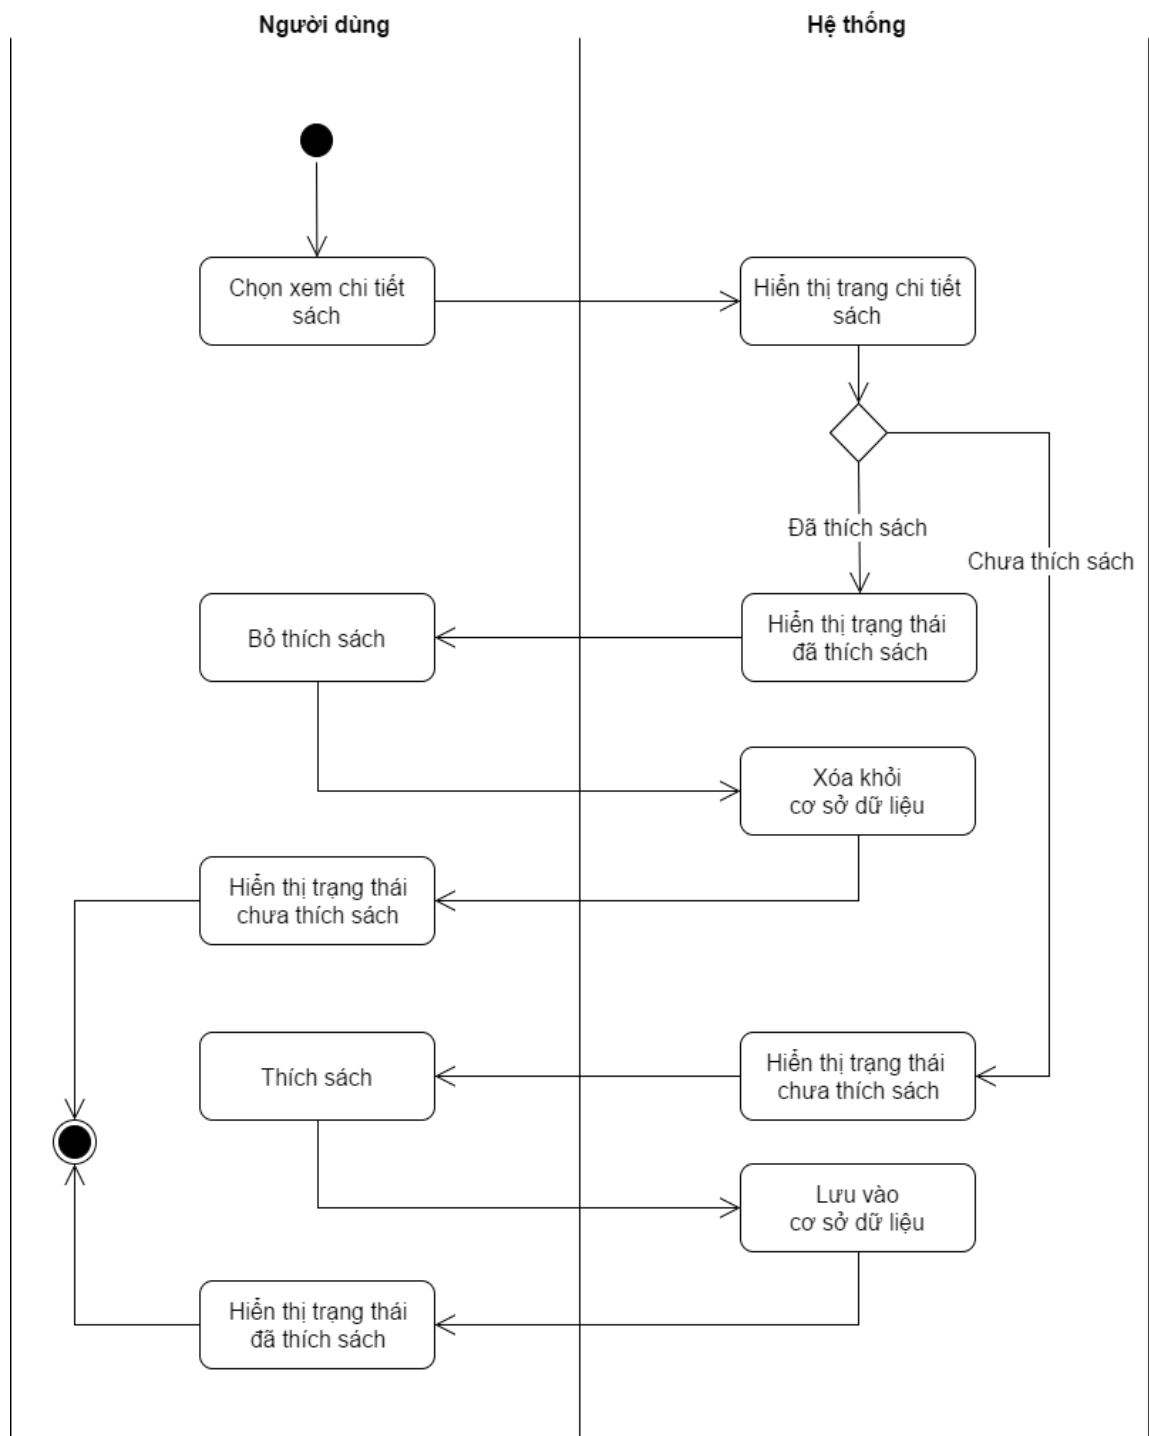 Người dùng
Hệ thống
Chọn xem chi tiết
sách
Hiển thị trang chi tiết
sách
Đã thích sách
Chưa thích sách
Bỏ thích sách
Hiển thị trạng thái
đã thích sách
Xóa khỏi
cơ sở dữ liệu
Hiển thị trạng thái
chưa thích sách
Thích sách
Hiển thị trạng thái
chưa thích sách
Lưu vào
cơ sở dữ liệu
Hiển thị trạng thái
đã thích sách